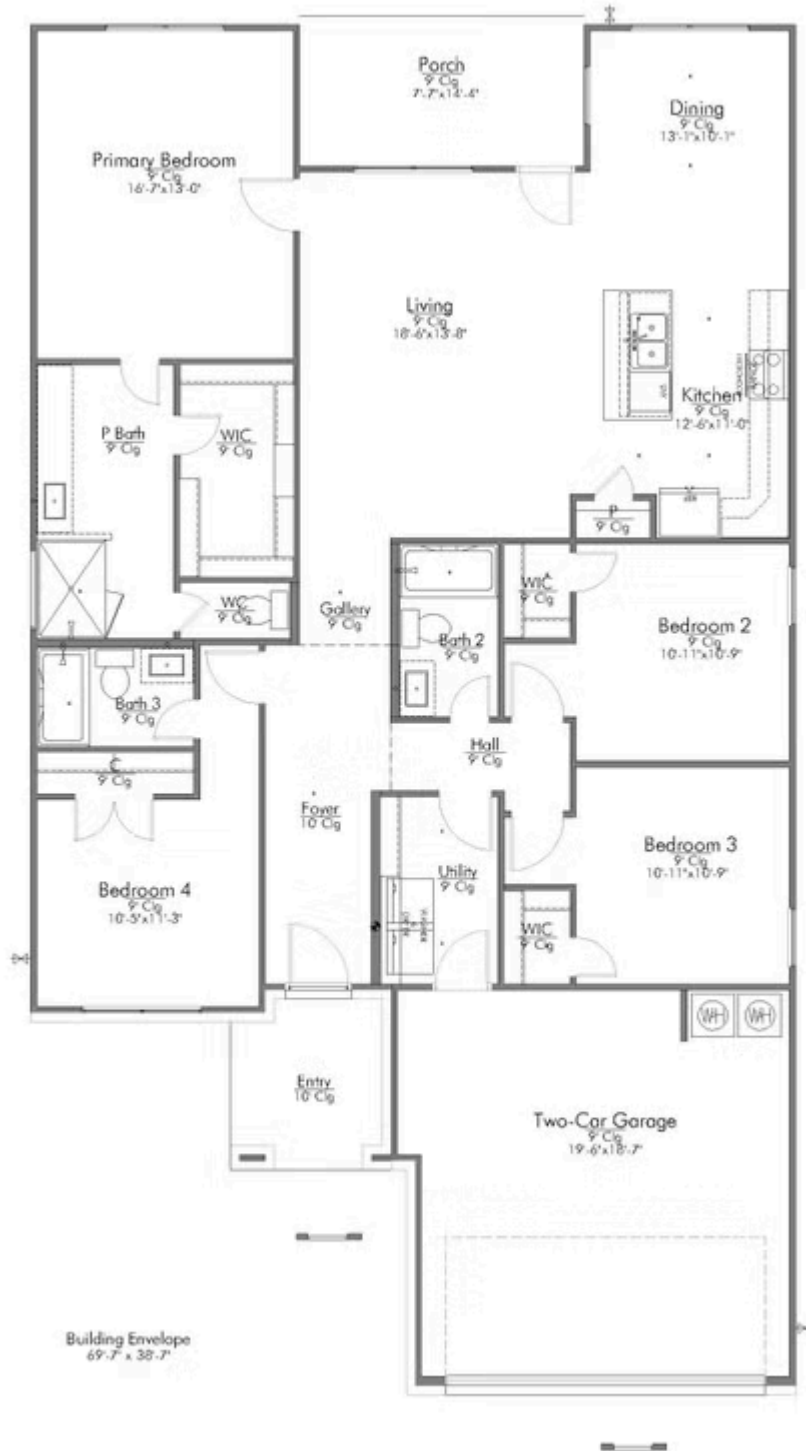 Porch
9' Clg
7'-7"x14'-4"
Dining
9' Clg
13'-1"x10'-1"
Primary Bedroom
9' Clg
16'-7"x13'-0"
Living
9' Clg
18'-6"x13'-8"
Kitchen
9' Clg
12'-6"x11'-0"
P Bath
9' Clg
WIC
9' Clg
P
9' Clg
REF
WC
9' Clg
Gallery
9' Clg
Bath 2
9' Clg
WIC
9' Clg
Bedroom 2
10'-11"x10'-9"
9' Clg
Bath 3
9' Clg
C
9' Clg
Hall
9' Clg
Foyer
10' Clg
Bedroom 3
9' Clg
10'-11"x10'-9"
Bedroom 4
9' Clg
10'-5"x11'-3"
Utility
9' Clg
WASHER
WIC
9' Clg
WH
WH
Entry
10' Clg
Two-Car Garage
9' Clg
19'-6"x18'-7"
Building Envelope
69'-7" x 38'-7"